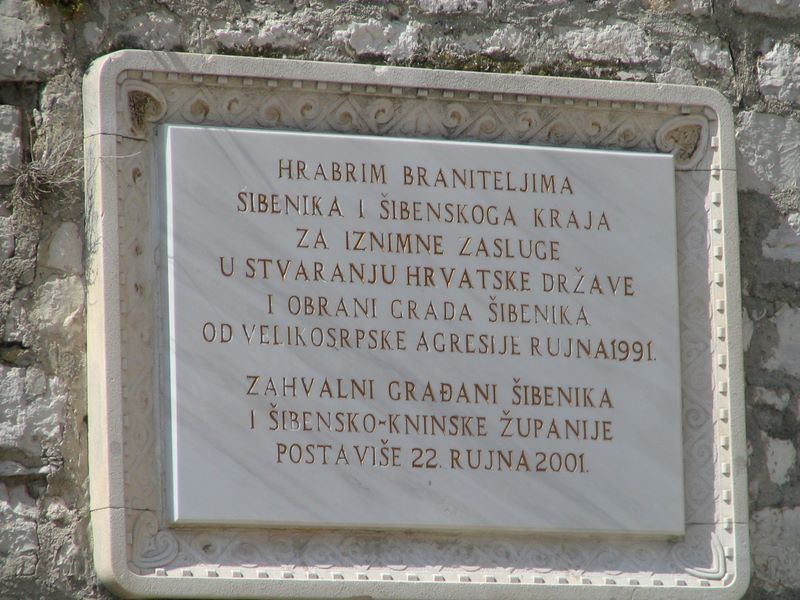 HRABRIM BRANITELJIMA
ŠIBENIKA I ŠIBENSKOGA KRAJA
ZA IZNIMNE ZASLUGE
U STVARANJU HRVATSKE DRŽAVE
I OBRANI GRADA ŠIBENIKA
OD VELIKOSRPSKE AGRESIJE RUJNA 1991.
ZAHVALNI GRAĐANI ŠIBENIKA
I ŠIBENSKO-KNINSKE ŽUPANIJE
POSTAVIŠE 22. RUJNA 2001.